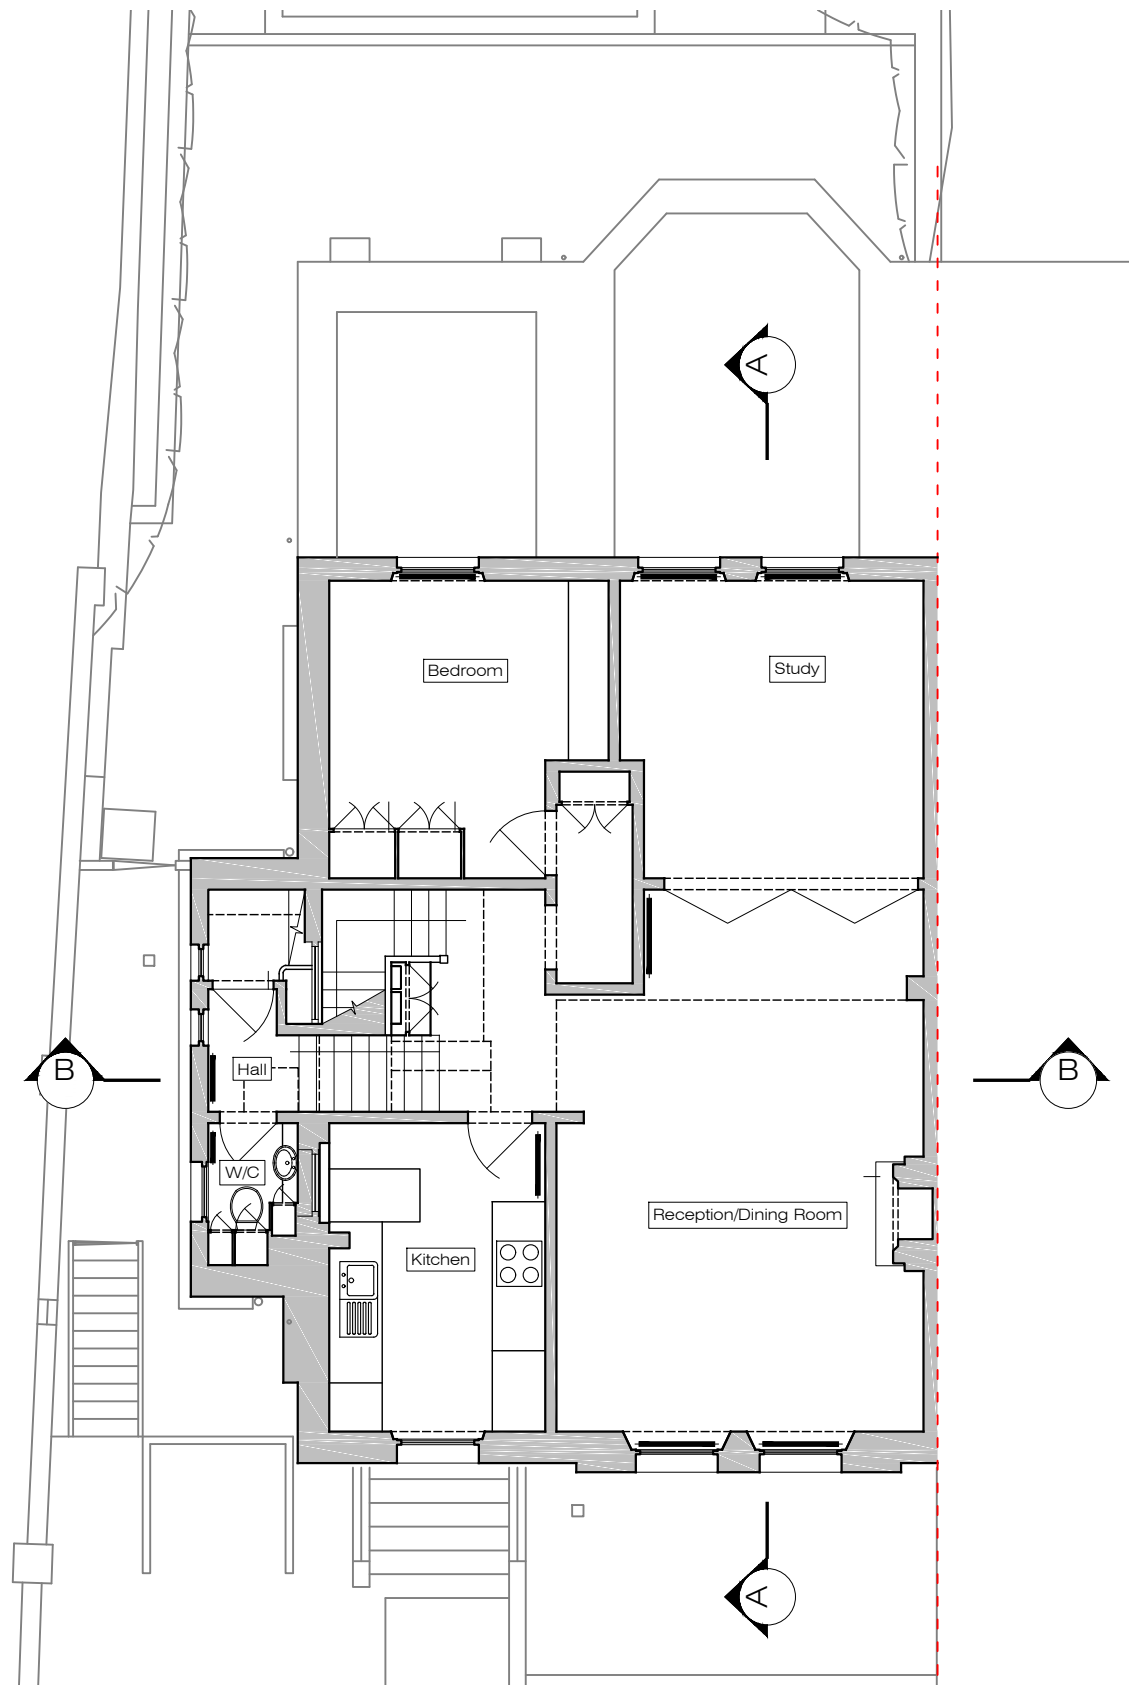 A
Bedroom
Study
Hall
B
B
W/C
Reception/Dining Room
Kitchen
A